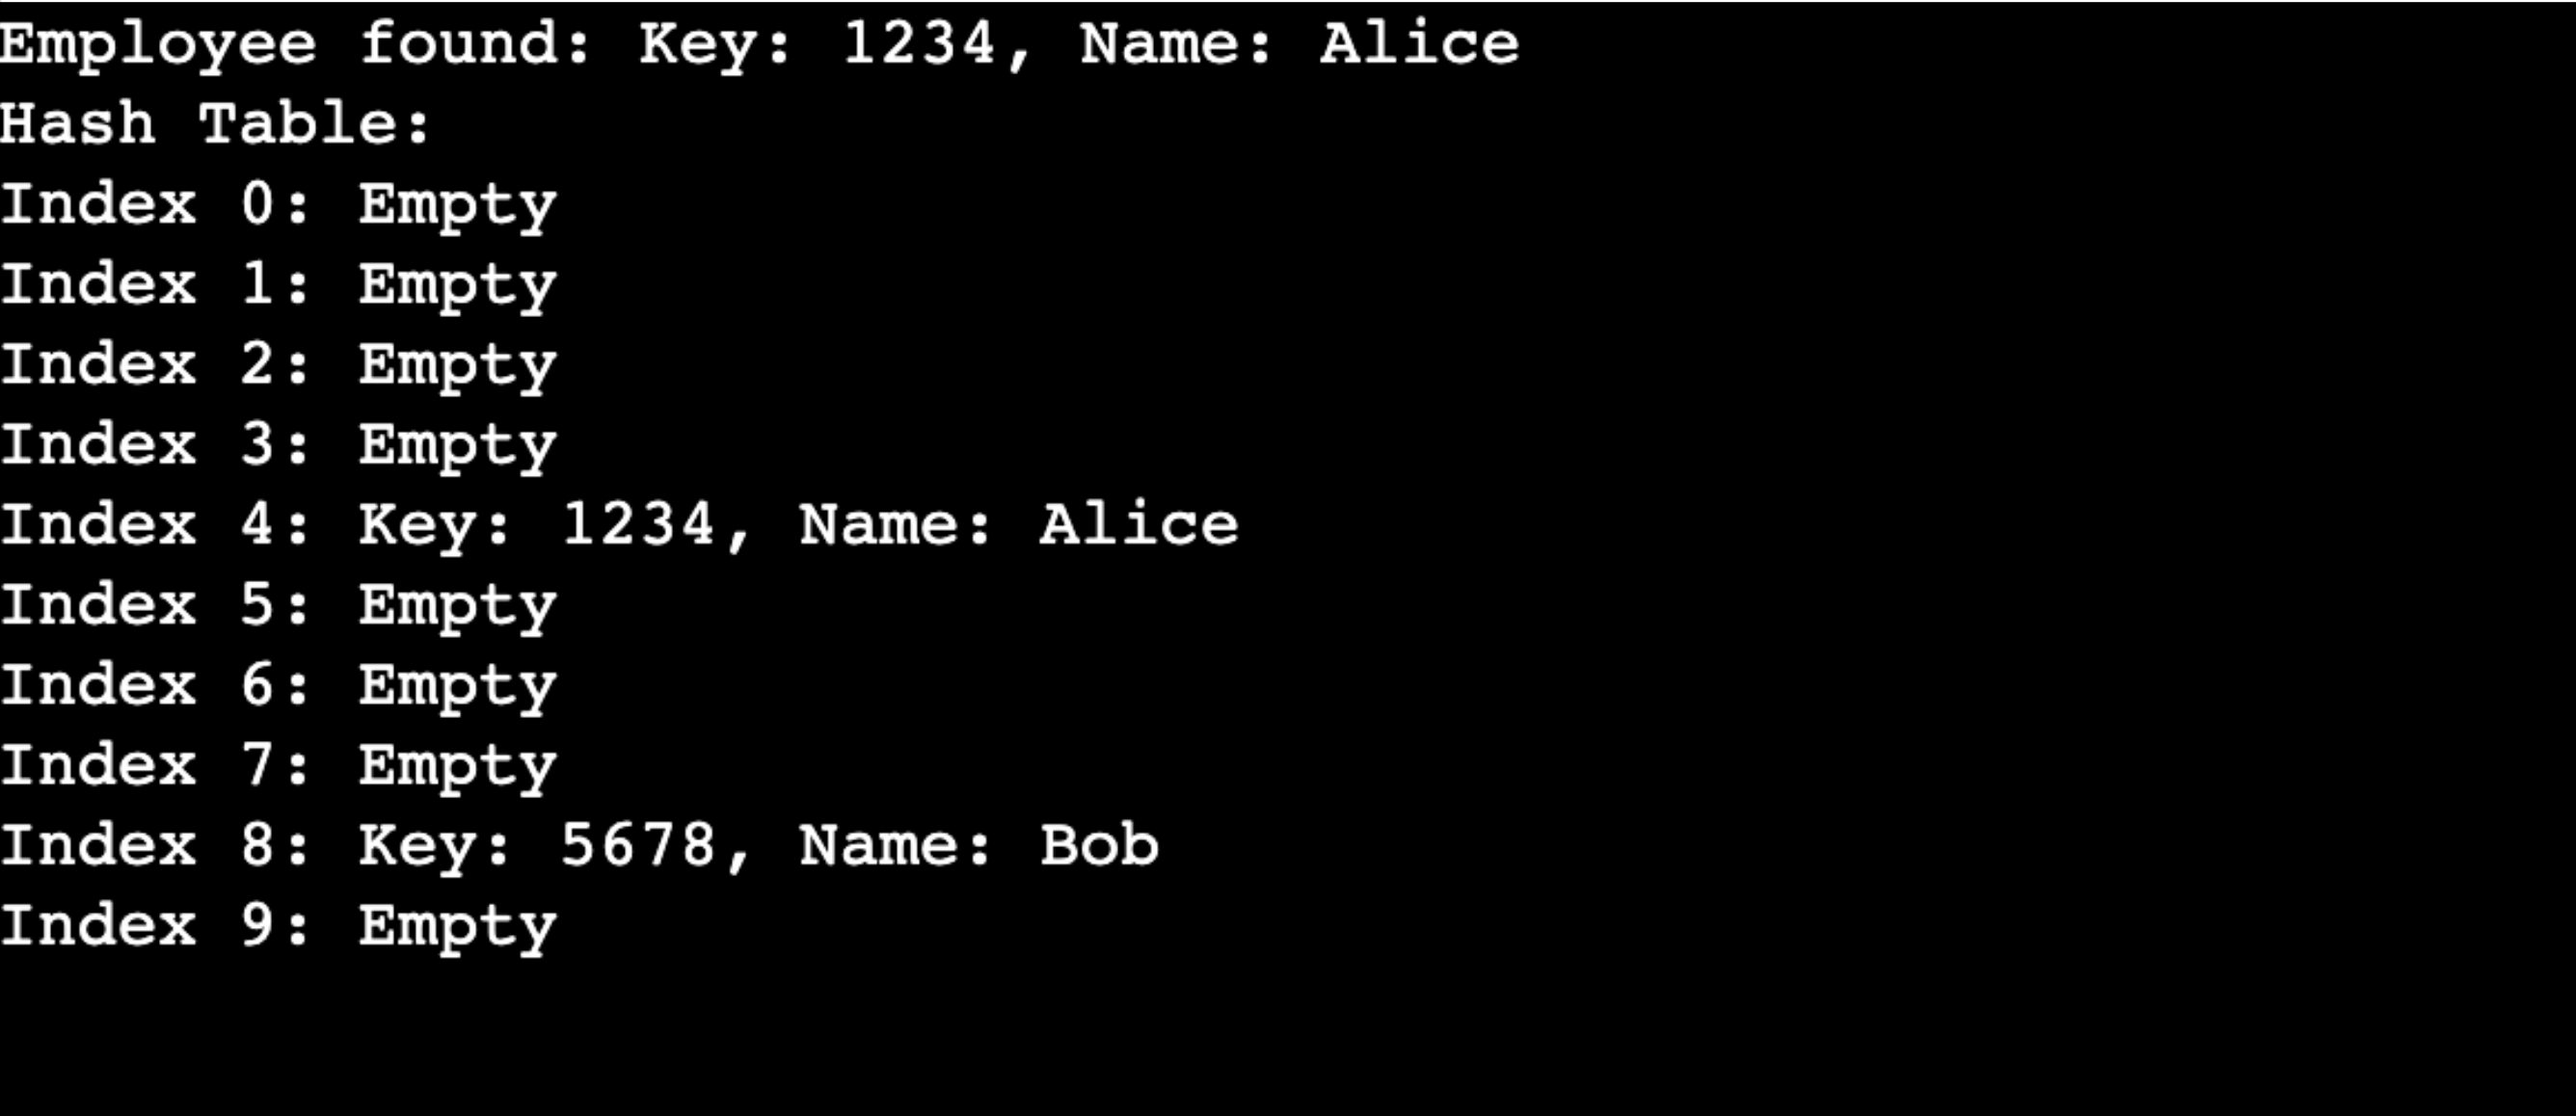 Employee found: Key: 1234, Name: Alice
Hash Table:
Index 0: Empty
Index 1: Empty
Index 2: Empty
Index 3: Empty
Index 4: Key: 1234, Name: Alice
Index 5: Empty
Index 6: Empty
Index 7: Empty
Index 8: Key: 5678, Name: Bob
Index 9: Empty